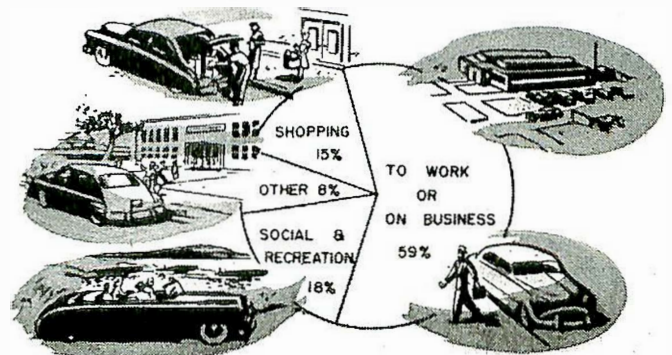 SHOPPING
15%
OTHER 8%
SOCIAL &
RECREATION
18%
TO WORK
OR
ON BUSINESS
59%